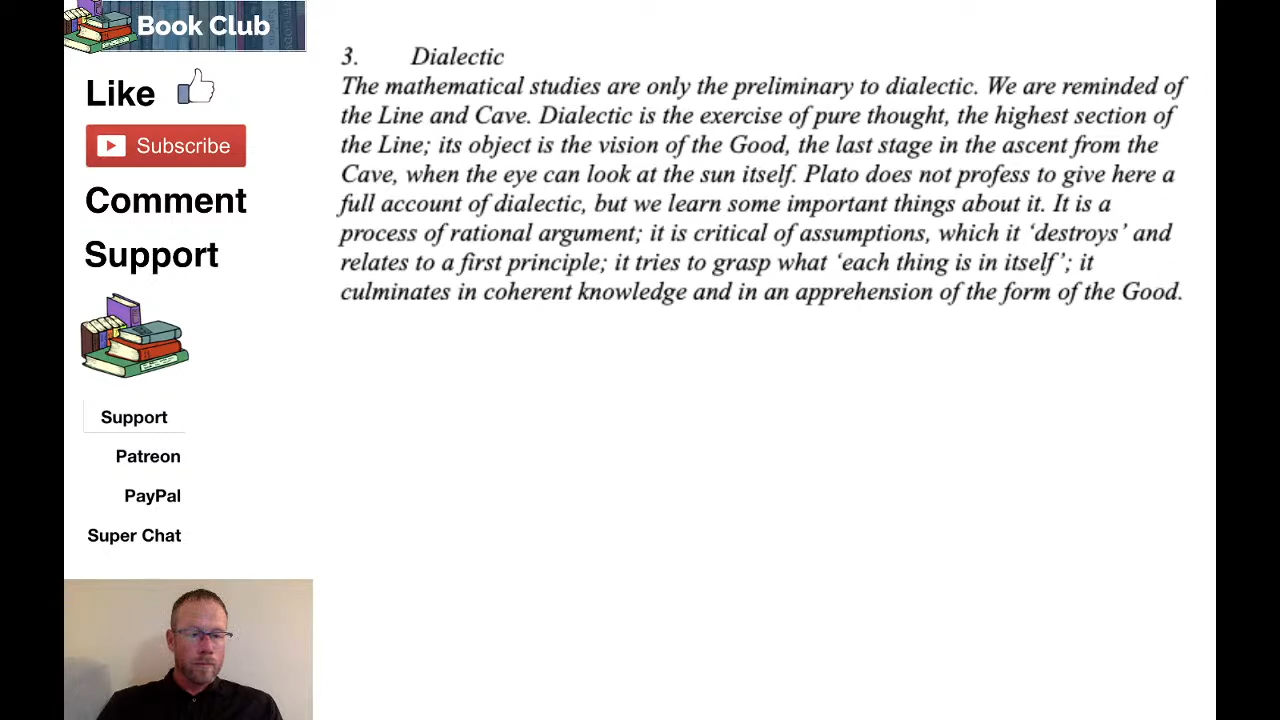 Book Club
Like
Subscribe
Comment
Support
Support
Patreon
PayPal
Super Chat
3. Dialectic
The mathematical studies are only the preliminary to dialectic. We are reminded of
the Line and Cave. Dialectic is the exercise of pure thought, the highest section of
the Line; its object is the vision of the Good, the last stage in the ascent from the
Cave, when the eye can look at the sun itself. Plato does not profess to give here a
full account of dialectic, but we learn some important things about it. It is a
process of rational argument; it is critical of assumptions, which it ‘destroys’ and
relates to a first principle; it tries to grasp what ‘each thing is in itself’; it
culminates in coherent knowledge and in an apprehension of the form of the Good.